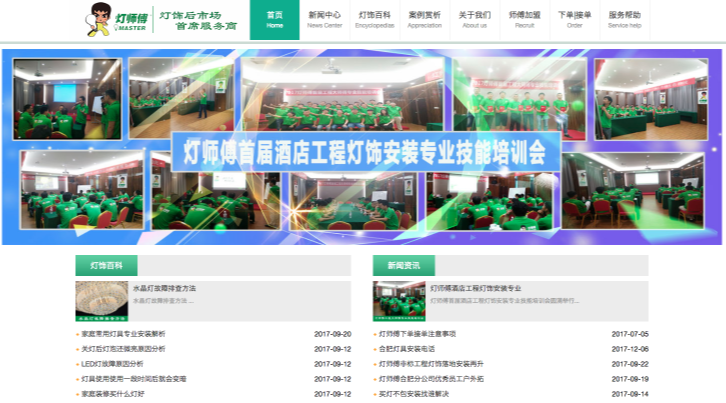 灯师傅
MASTER
灯饰后市场
首席服务商
首页
Home
新闻中心
News Center
灯饰百科
Encyclopedias
案例赏析
Appreciation
关于我们
About us
师傅加盟
Recruit
下单|接单
Order
服务帮助
Service help
灯师傅首届酒店工程灯饰安装专业技能培训会
灯饰百科
水晶灯故障排查方法
水晶灯故障排查方法 ...
家庭常用灯具专业安装解析 2017-09-20
关灯后灯泡还微亮原因分析 2017-09-12
LED灯故障原因分析 2017-09-12
灯具使用使用一段时间后就会变暗 2017-09-12
家庭装修买什么灯好 2017-09-12
新闻资讯
灯师傅酒店工程灯饰安装专业
灯师傅首届酒店工程灯饰安装专业技能培训会圆满举行...
灯师傅下单接单注意事项 2017-07-05
合肥灯具安装电话 2017-12-06
灯师傅非标工程灯饰落地安装再升 2017-09-22
灯师傅合肥分公司优秀员工户外拓 2017-09-19
买灯不包安装找谁解决 2017-09-14